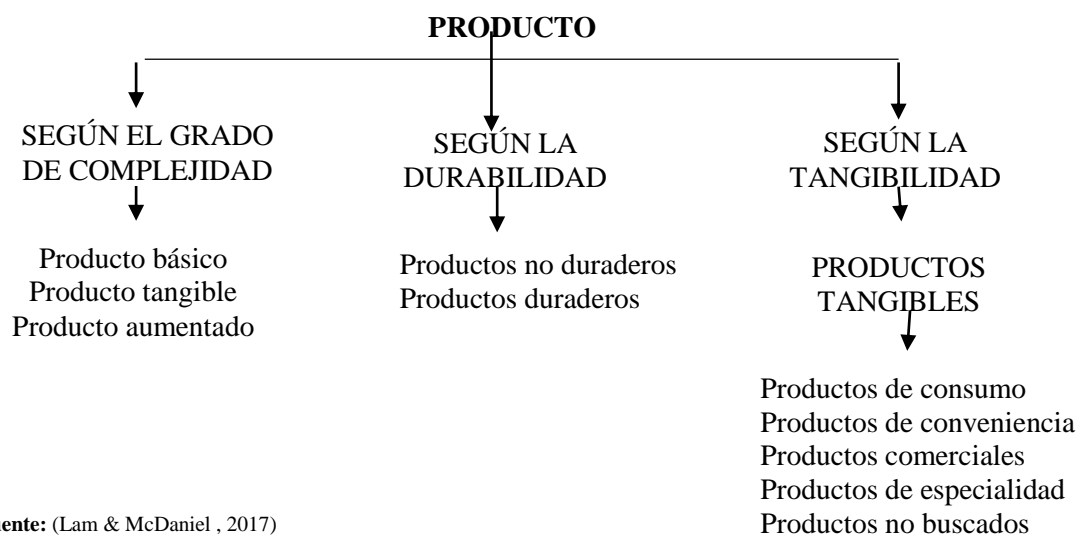 PRODUCTO
SEGÚN EL GRADO
DE COMPLEJIDAD
Producto básico
Producto tangible
Producto aumentado
SEGÚN LA
DURABILIDAD
Productos no duraderos
Productos duraderos
SEGÚN LA
TANGIBILIDAD
PRODUCTOS
TANGIBLES
Productos de consumo
Productos de conveniencia
Productos comerciales
Productos de especialidad
Productos no buscados
uente: (Lam & McDaniel , 2017)